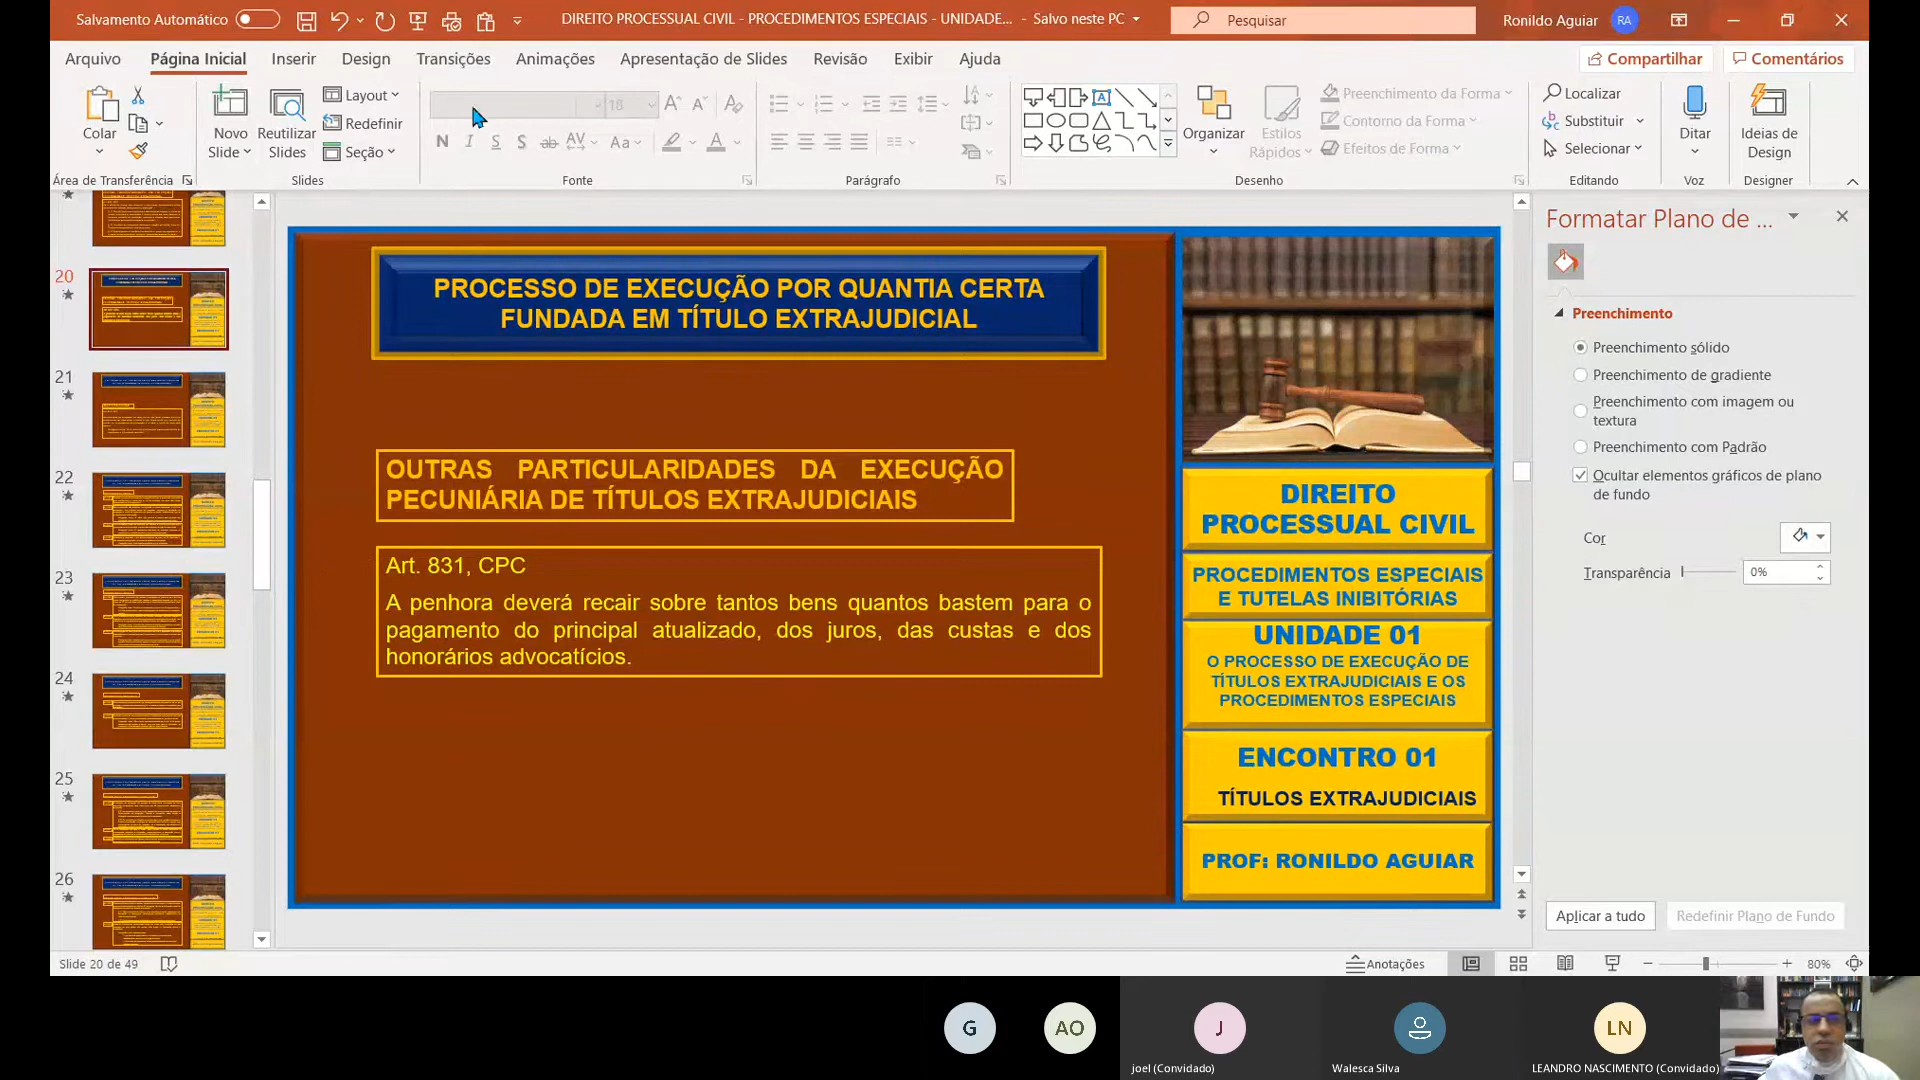 Salvamento Automático
DIREITO PROCESSUAL CIVIL - PROCEDIMENTOS ESPECIAIS - UNIDADE... - Salvo neste PC
Pesquisar
Ronildo Aguiar
RA
Arquivo
Página Inicial
Inserir
Design
Transições
Animações
Apresentação de Slides
Revisão
Exibir
Ajuda
Compartilhar
Comentários
Colar
Novo
Slide
Reutilizar
Slides
Layout
Redefinir
Seção
18
N I S S ab AV Aa A
Organizar
Estilos
Rápidos
Preenchimento da Forma
Contorno da Forma
Efeitos de Forma
Localizar
Substituir
Selecionar
Ditar
Ideias de
Design
Área de Transferência
Slides
Fonte
Parágrafo
Desenho
Editando
Voz
Designer
20
21
22
23
24
25
26
PROCESSO DE EXECUÇÃO POR QUANTIA CERTA
FUNDADA EM TÍTULO EXTRAJUDICIAL
OUTRAS PARTICULARIDADES DA EXECUÇÃO
PECUNIÁRIA DE TÍTULOS EXTRAJUDICIAIS
Art. 831, CPC
A penhora deverá recair sobre tantos bens quantos bastem para o
pagamento do principal atualizado, dos juros, das custas e dos
honorários advocatícios.
DIREITO
PROCESSUAL CIVIL
PROCEDIMENTOS ESPECIAIS
E TUTELAS INIBITÓRIAS
UNIDADE 01
O PROCESSO DE EXECUÇÃO DE
TÍTULOS EXTRAJUDICIAIS E OS
PROCEDIMENTOS ESPECIAIS
ENCONTRO 01
TÍTULOS EXTRAJUDICIAIS
PROF: RONILDO AGUIAR
Formatar Plano de ...
Preenchimento
Preenchimento sólido
Preenchimento de gradiente
Preenchimento com imagem ou
textura
Preenchimento com Padrão
Ocultar elementos gráficos de plano
de fundo
Cor
Transparência
0%
Aplicar a tudo
Redefinir Plano de Fundo
Slide 20 de 49
Anotações
80%
G
AO
J
LN
joel (Convidado)
Walesca Silva
LEANDRO NASCIMENTO (Convidado)